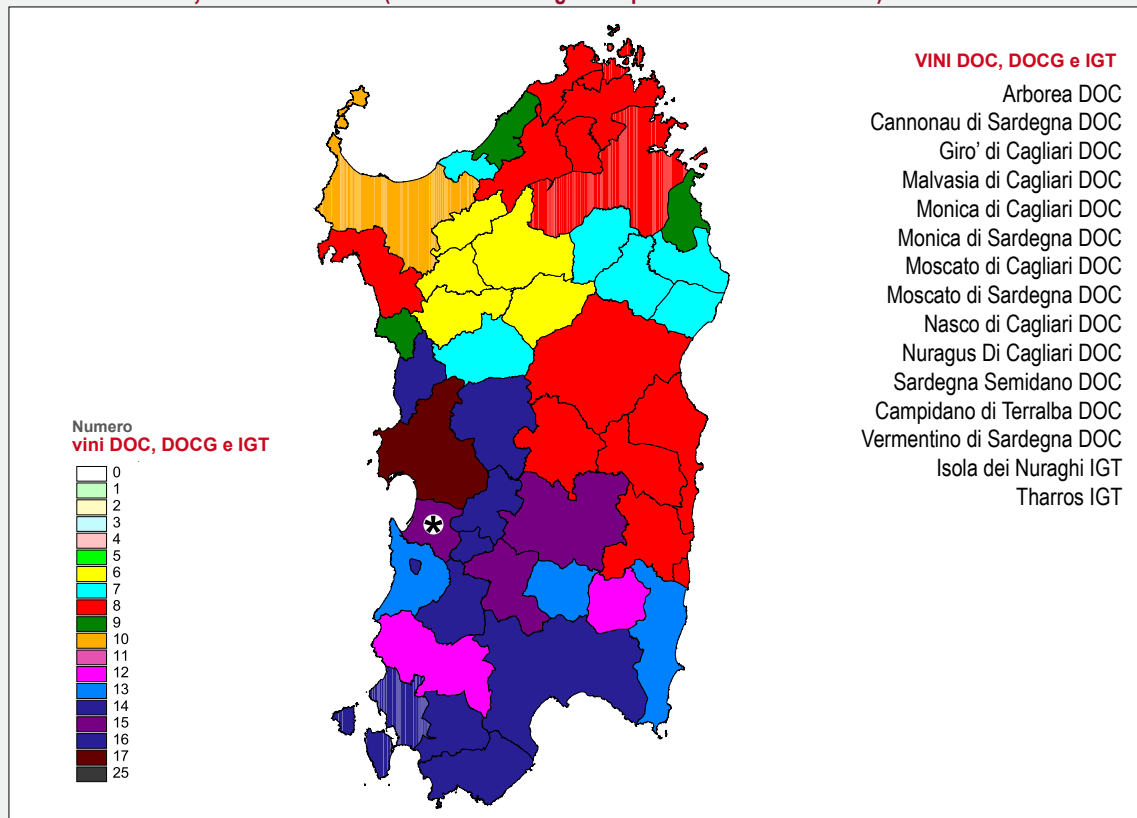 VINI DOC, DOCG e IGT
Arborea DOC
Cannonau di Sardegna DOC
Giro' di Cagliari DOC
Malvasia di Cagliari DOC
Monica di Cagliari DOC
Monica di Sardegna DOC
Moscato di Cagliari DOC
Moscato di Sardegna DOC
Nasco di Cagliari DOC
Nuragus Di Cagliari DOC
Sardegna Semidano DOC
Campidano di Terralba DOC
Vermentino di Sardegna DOC
Isola dei Nuraghi IGT
Tharros IGT
Numero
vini DOC, DOCG e IGT
0
1
2
3
4
5
6
7
8
9
10
11
12
13
14
15
16
17
25
*